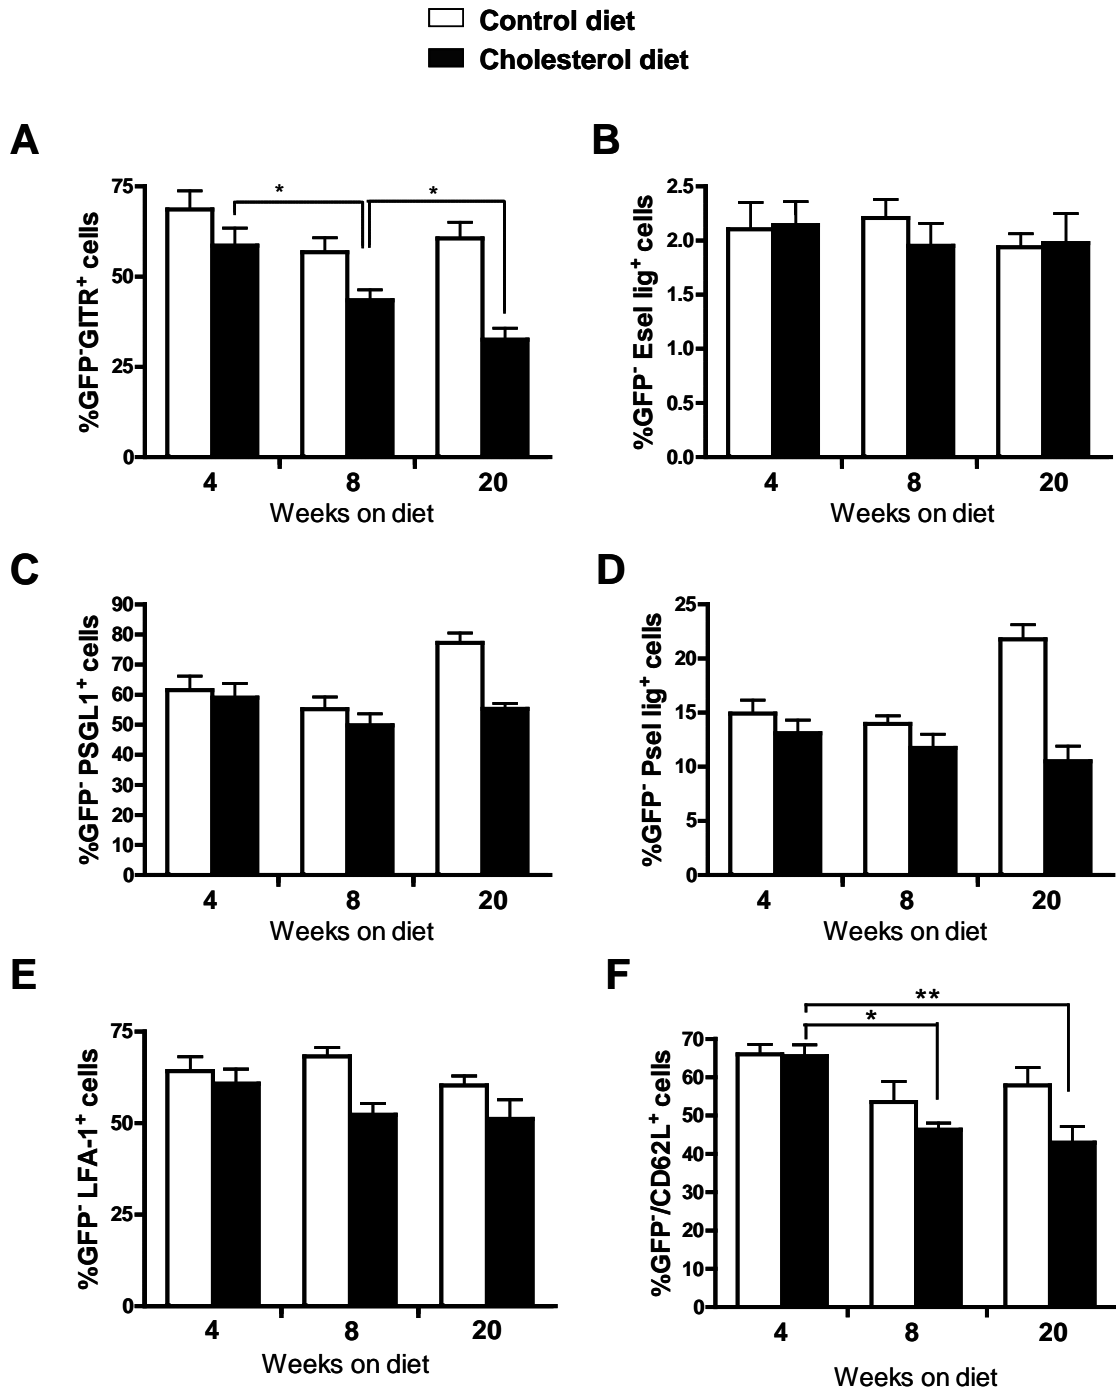 Control diet
Cholesterol diet
A
%GFP⁻GITR⁺ cells
75
50
25
0
*
*
4 8 20
Weeks on diet
B
%GFP⁻ Esel lig⁺ cells
2.5
2.0
1.5
1.0
0.5
0.0
4 8 20
Weeks on diet
C
%GFP⁻ PSGL1⁺ cells
90
80
70
60
50
40
30
20
10
0
4 8 20
Weeks on diet
D
%GFP⁻ Psel lig⁺ cells
25
20
15
10
5
0
4 8 20
Weeks on diet
E
%GFP⁻ LFA-1⁺ cells
75
50
25
0
4 8 20
Weeks on diet
F
%GFP⁻/CD62L⁺ cells
70
60
50
40
30
20
10
0
**
*
4 8 20
Weeks on diet